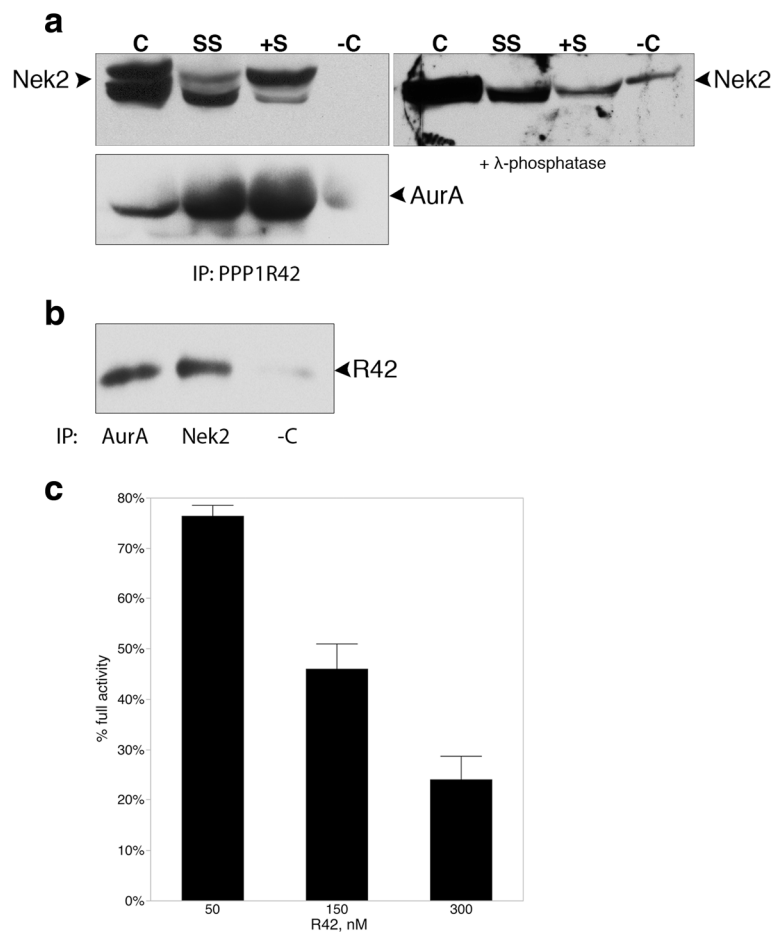 a
C SS +S -C
C SS +S -C
Nek2
Nek2
+ λ-phosphatase
AurA
IP: PPP1R42
b
R42
IP: AurA Nek2 -C
c
80%
70%
60%
50%
40%
30%
20%
10%
0%
% full activity
50 150 300
R42, nM